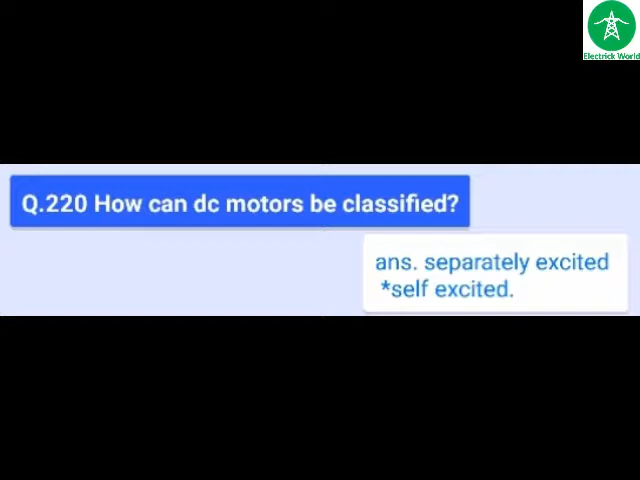 Electrick World
Q.220 How can dc motors be classified?
ans. separately excited
*self excited.